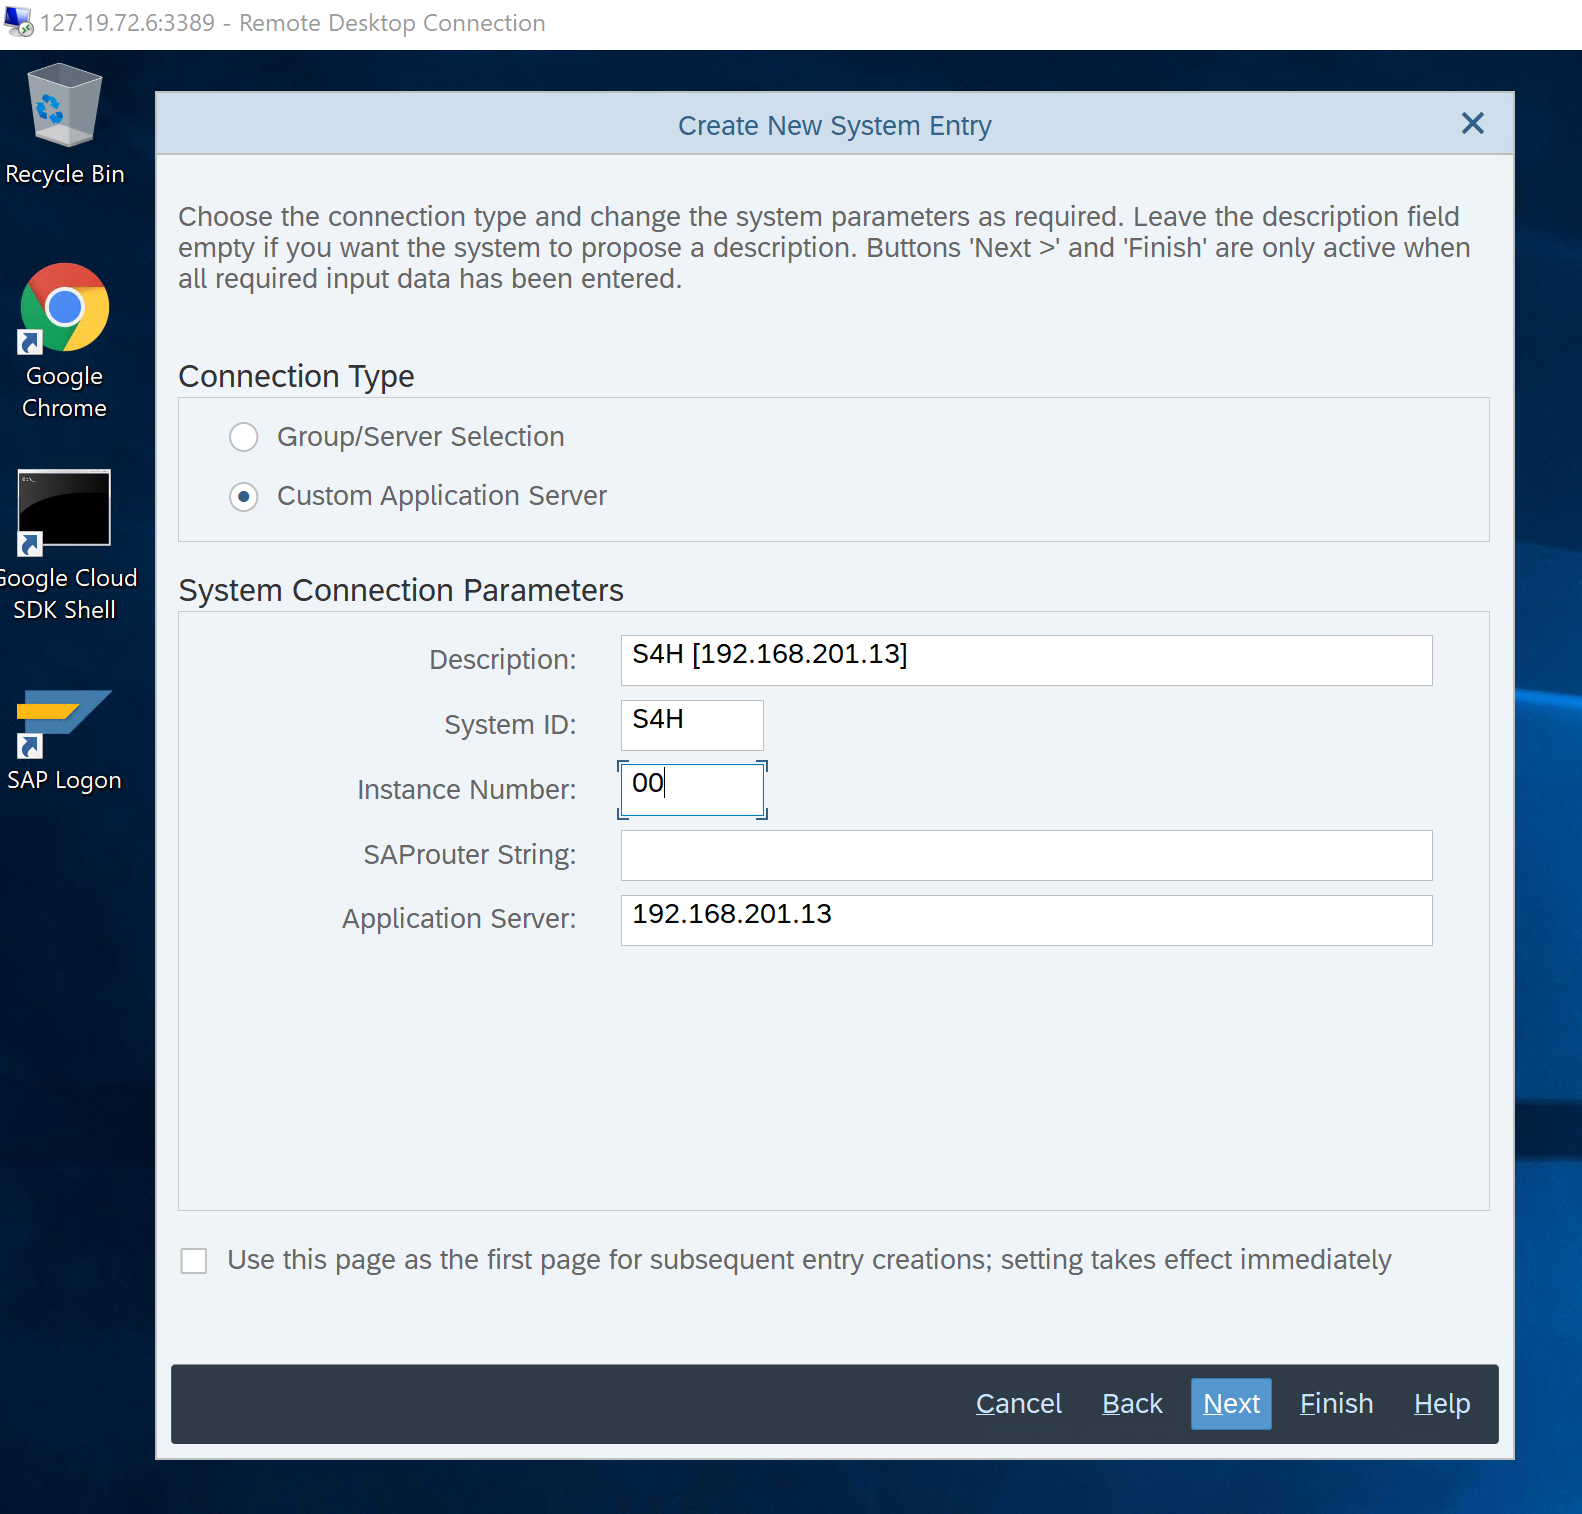 127.19.72.6:3389 - Remote Desktop Connection
Recycle Bin
Google
Chrome
Google Cloud
SDK Shell
SAP Logon
Create New System Entry
Choose the connection type and change the system parameters as required. Leave the description field
empty if you want the system to propose a description. Buttons 'Next >' and 'Finish' are only active when
all required input data has been entered.
Connection Type
Group/Server Selection
Custom Application Server
System Connection Parameters
Description: S4H [192.168.201.13]
System ID: S4H
Instance Number: 00
SAProuter String:
Application Server: 192.168.201.13
Use this page as the first page for subsequent entry creations; setting takes effect immediately
Cancel Back Next Finish Help